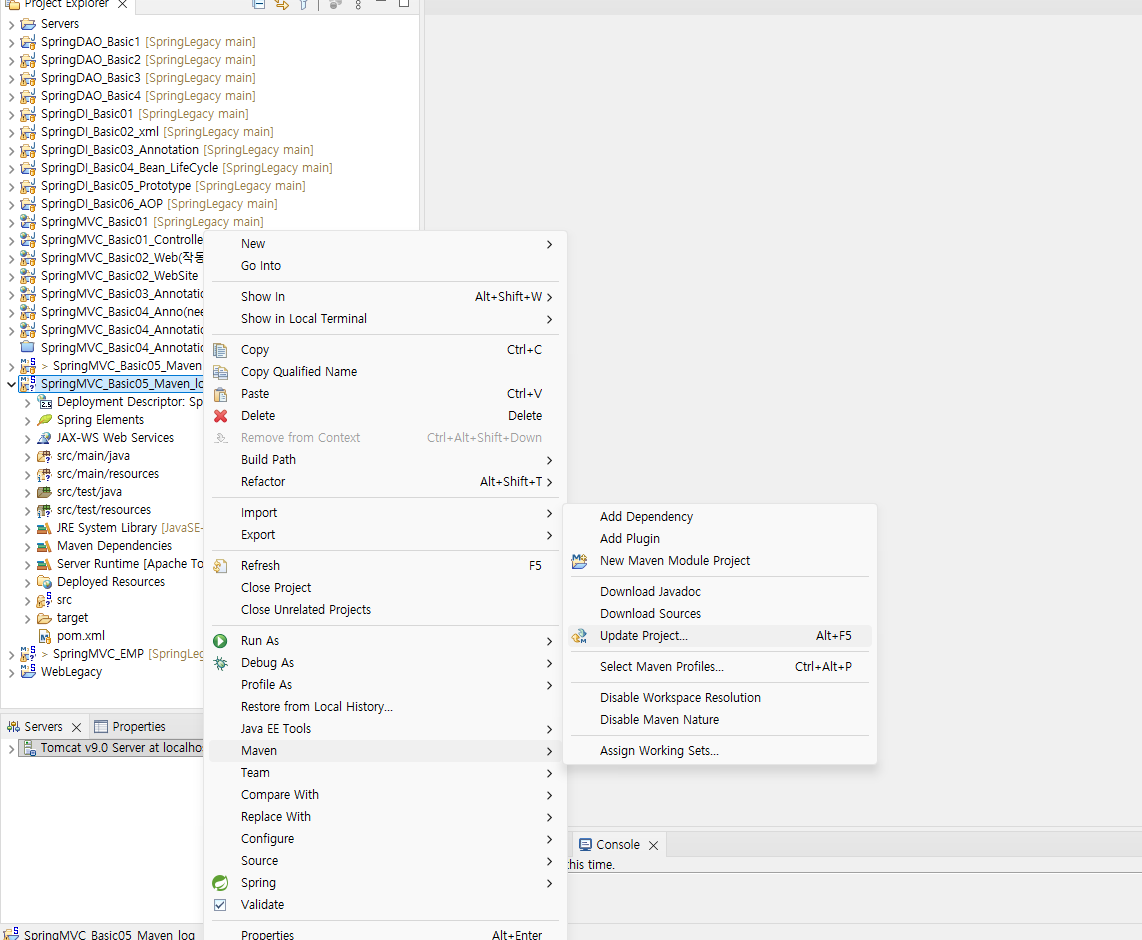 Project Explorer
Servers
SpringDAO_Basic1 [SpringLegacy main]
SpringDAO_Basic2 [SpringLegacy main]
SpringDAO_Basic3 [SpringLegacy main]
SpringDAO_Basic4 [SpringLegacy main]
SpringDI_Basic01 [SpringLegacy main]
SpringDI_Basic02_xml [SpringLegacy main]
SpringDI_Basic03_Annotation [SpringLegacy main]
SpringDI_Basic04_Bean_LifeCycle [SpringLegacy main]
SpringDI_Basic05_Prototype [SpringLegacy main]
SpringDI_Basic06_AOP [SpringLegacy main]
SpringMVC_Basic01 [SpringLegacy main]
SpringMVC_Basic01_Controlle
SpringMVC_Basic02_Web(작동
SpringMVC_Basic02_WebSite
SpringMVC_Basic03_Annotatio
SpringMVC_Basic04_Anno(nee
SpringMVC_Basic04_Annotatio
SpringMVC_Basic04_Annotatio
> SpringMVC_Basic05_Maven
SpringMVC_Basic05_Maven_lo
Deployment Descriptor: Sp
Spring Elements
JAX-WS Web Services
src/main/java
src/main/resources
src/test/java
src/test/resources
JRE System Library [JavaSE-
Maven Dependencies
Server Runtime [Apache To
Deployed Resources
src
target
pom.xml
> SpringMVC_EMP [SpringLeg
WebLegacy
New
Go Into
Show In Alt+Shift+W
Show in Local Terminal
Copy Ctrl+C
Copy Qualified Name
Paste Ctrl+V
Delete Delete
Remove from Context Ctrl+Alt+Shift+Down
Build Path
Refactor Alt+Shift+T
Import
Export
Refresh F5
Close Project
Close Unrelated Projects
Run As
Debug As
Profile As
Restore from Local History...
Java EE Tools
Maven
Team
Compare With
Replace With
Configure
Source
Spring
Validate
Properties Alt+Enter
Add Dependency
Add Plugin
New Maven Module Project
Download Javadoc
Download Sources
Update Project... Alt+F5
Select Maven Profiles... Ctrl+Alt+P
Disable Workspace Resolution
Disable Maven Nature
Assign Working Sets...
Servers Properties
Tomcat v9.0 Server at localho
Console
this time.
SpringMVC_Basic05_Maven_log